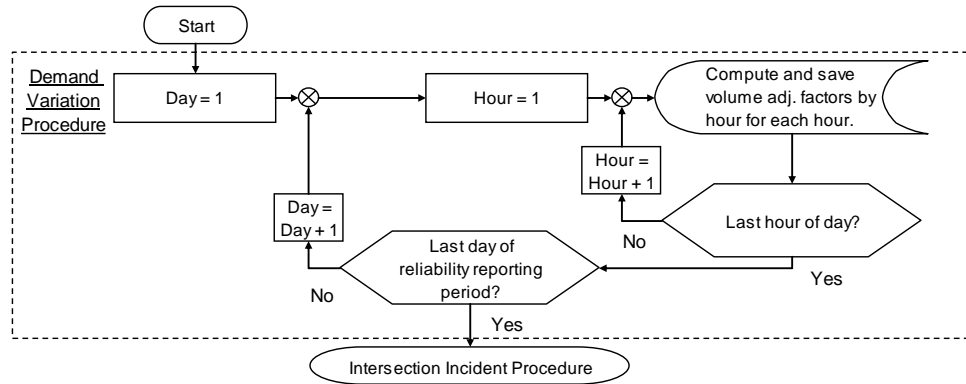 Start
Demand
Variation
Procedure
Day = 1
Hour = 1
Compute and save
volume adj. factors by
hour for each hour.
Hour =
Hour + 1
Day =
Day + 1
Last hour of day?
No
Last day of
reliability reporting
period?
Yes
No
Yes
Intersection Incident Procedure